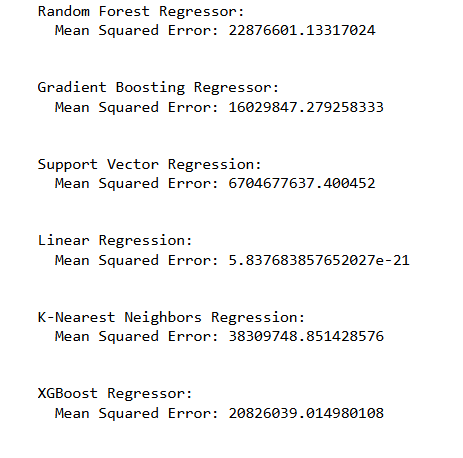 Random Forest Regressor:
Mean Squared Error: 22876601.13317024
Gradient Boosting Regressor:
Mean Squared Error: 16029847.279258333
Support Vector Regression:
Mean Squared Error: 6704677637.400452
Linear Regression:
Mean Squared Error: 5.837683857652027e-21
K-Nearest Neighbors Regression:
Mean Squared Error: 38309748.851428576
XGBoost Regressor:
Mean Squared Error: 20826039.014980108